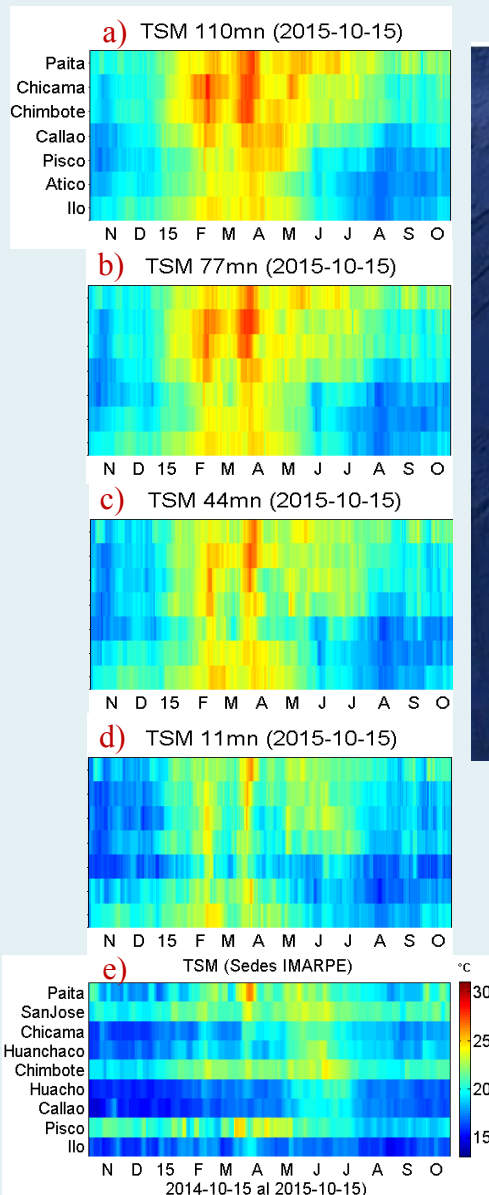 a) TSM 110mn (2015-10-15)
Paita
Chicama
Chimbote
Callao
Pisco
Atico
Ilo
N D 15 F M A M J J A S O
b) TSM 77mn (2015-10-15)
N D 15 F M A M J J A S O
c) TSM 44mn (2015-10-15)
N D 15 F M A M J J A S O
d) TSM 11mn (2015-10-15)
N D 15 F M A M J J A S O
e) TSM (Sedes IMARPE)
°C
Paita
SanJose
Chicama
Huanchaco
Chimbote
Huacho
Callao
Pisco
Ilo
30
25
20
15
N D 15 F M A M J J A S O
2014-10-15 al 2015-10-15)